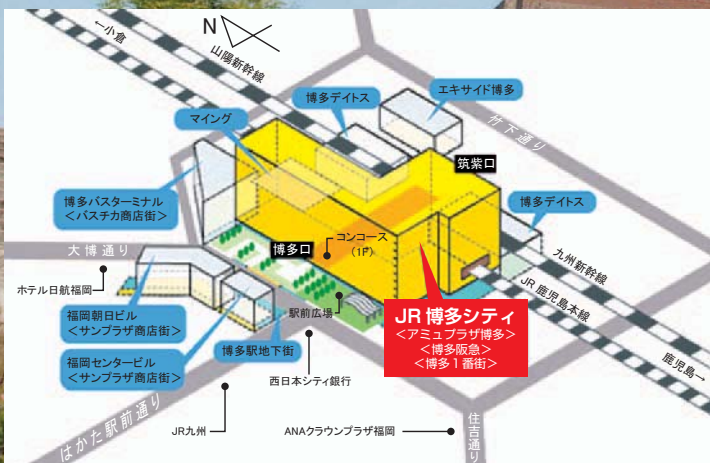 ←小倉
N
山陽新幹線
博多デイトス
エキサイド博多
竹下通り
マイング
筑紫口
博多バスターミナル
<バスチカ商店街>
博多デイトス
大博通り
博多口
コンコース
(1F)
九州新幹線
ホテル日航福岡
JR 鹿児島本線
福岡朝日ビル
<サンプラザ商店街>
駅前広場
JR 博多シティ
<アミュプラザ博多>
<博多阪急>
<博多1番街>
鹿児島→
福岡センタービル
<サンプラザ商店街>
博多駅地下街
西日本シティ銀行
はかた駅前通り
JR九州
ANAクラウンプラザ福岡
住吉通り